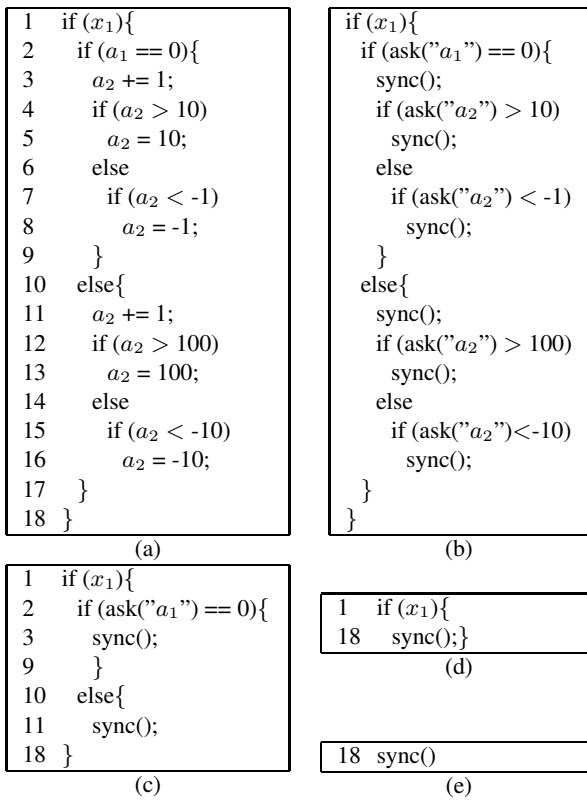 1 if (x₁){
2 if (a₁ == 0){
3 a₂ += 1;
4 if (a₂ > 10)
5 a₂ = 10;
6 else
7 if (a₂ < -1)
8 a₂ = -1;
9 }
10 else{
11 a₂ += 1;
12 if (a₂ > 100)
13 a₂ = 100;
14 else
15 if (a₂ < -10)
16 a₂ = -10;
17 }
18 }
(a)
if (x₁){
if (ask(”a₁”) == 0){
sync();
if (ask(”a₂”) > 10)
sync();
else
if (ask(”a₂”) < -1)
sync();
}
else{
sync();
if (ask(”a₂”) > 100)
sync();
else
if (ask(”a₂”)<-10)
sync();
}
}
(b)
1 if (x₁){
2 if (ask(”a₁”) == 0){
3 sync();
9 }
10 else{
11 sync();
18 }
(c)
1 if (x₁){
18 sync();}
(d)
18 sync()
(e)